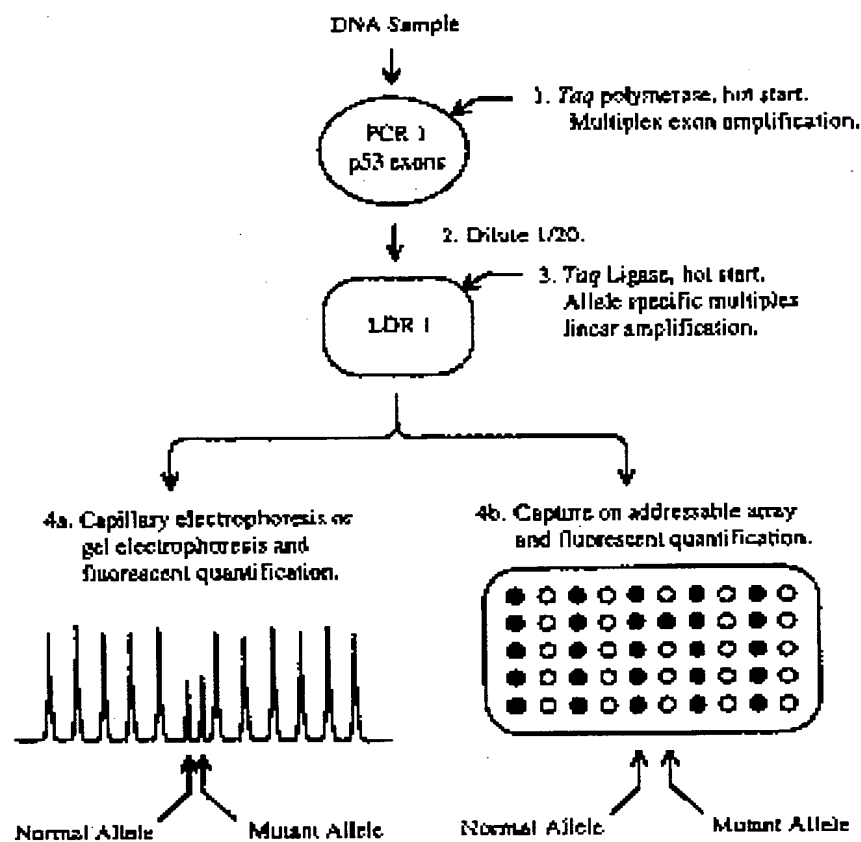 DNA Sample
1. Taq polymerase, hot start.
Multiplex exon amplification.
PCR 1
p53 exons
2. Dilute 1/20.
3. Taq Ligase, hot start.
Allele specific multiplex
linear amplification.
LDR 1
4a. Capillary electrophoresis or
gel electrophoresis and
fluorescent quantification.
4b. Capture on addressable array
and fluorescent quantification.
Normal Allele
Mutant Allele
Normal Allele
Mutant Allele